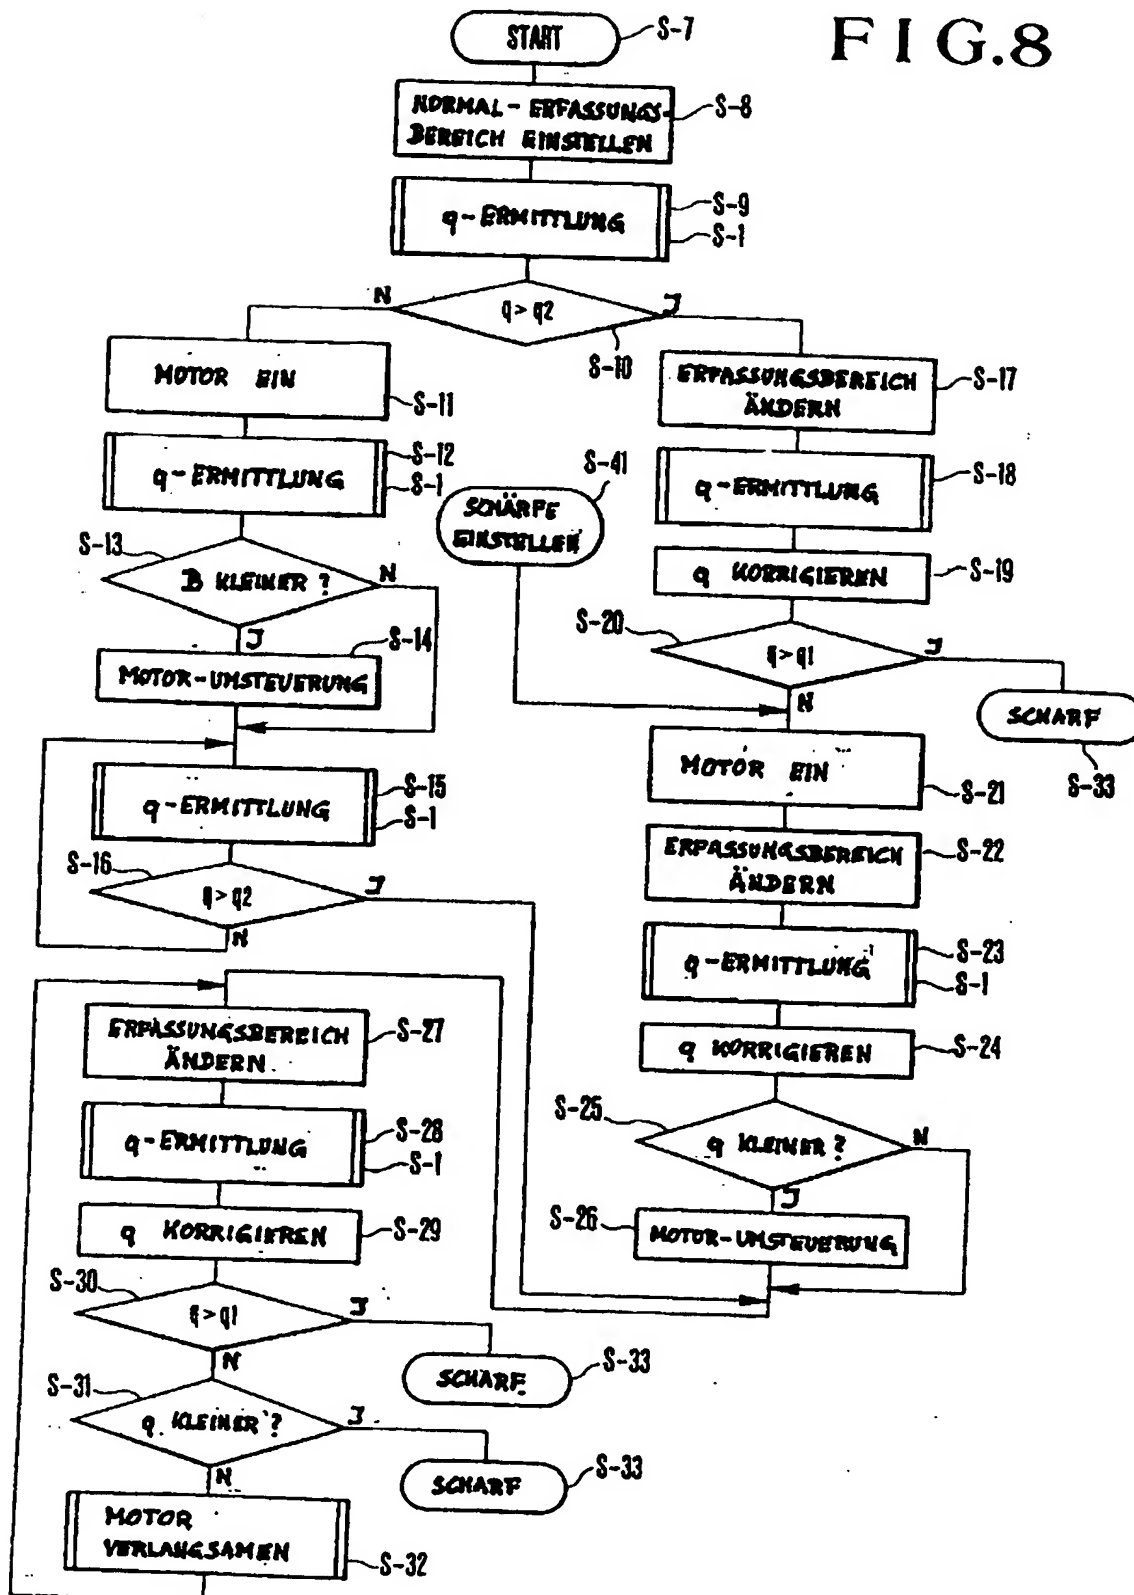 FIG.8
START
S-7
NORMAL-ERFASSUNGS-
BEREICH EINSTELLEN
S-8
q-ERMITTLUNG
S-9
S-1
N
q > q2
J
S-10
MOTOR EIN
S-11
q-ERMITTLUNG
S-12
S-1
S-13
B KLEINER ?
N
J
S-14
MOTOR-UMSTEUERUNG
q-ERMITTLUNG
S-15
S-1
S-16
q > q2
J
N
ERFASSUNGSBEREICH
ÄNDERN
S-17
q-ERMITTLUNG
S-18
S-41
SCHÄRFE
EINSTELLEN
q KORRIGIEREN
S-19
S-20
q > q1
J
N
SCHARF
S-33
MOTOR EIN
S-21
ERFASSUNGSBEREICH
ÄNDERN
S-22
q-ERMITTLUNG
S-23
S-1
q KORRIGIEREN
S-24
S-25
q KLEINER ?
N
J
S-26
MOTOR-UMSTEUERUNG
ERFASSUNGSBEREICH
ÄNDERN
S-27
q-ERMITTLUNG
S-28
S-1
q KORRIGIEREN
S-29
S-30
q > q1
J
N
SCHARF
S-33
S-31
q KLEINER ?
J
N
SCHARF
S-33
MOTOR
VERLANGSAMEN
S-32